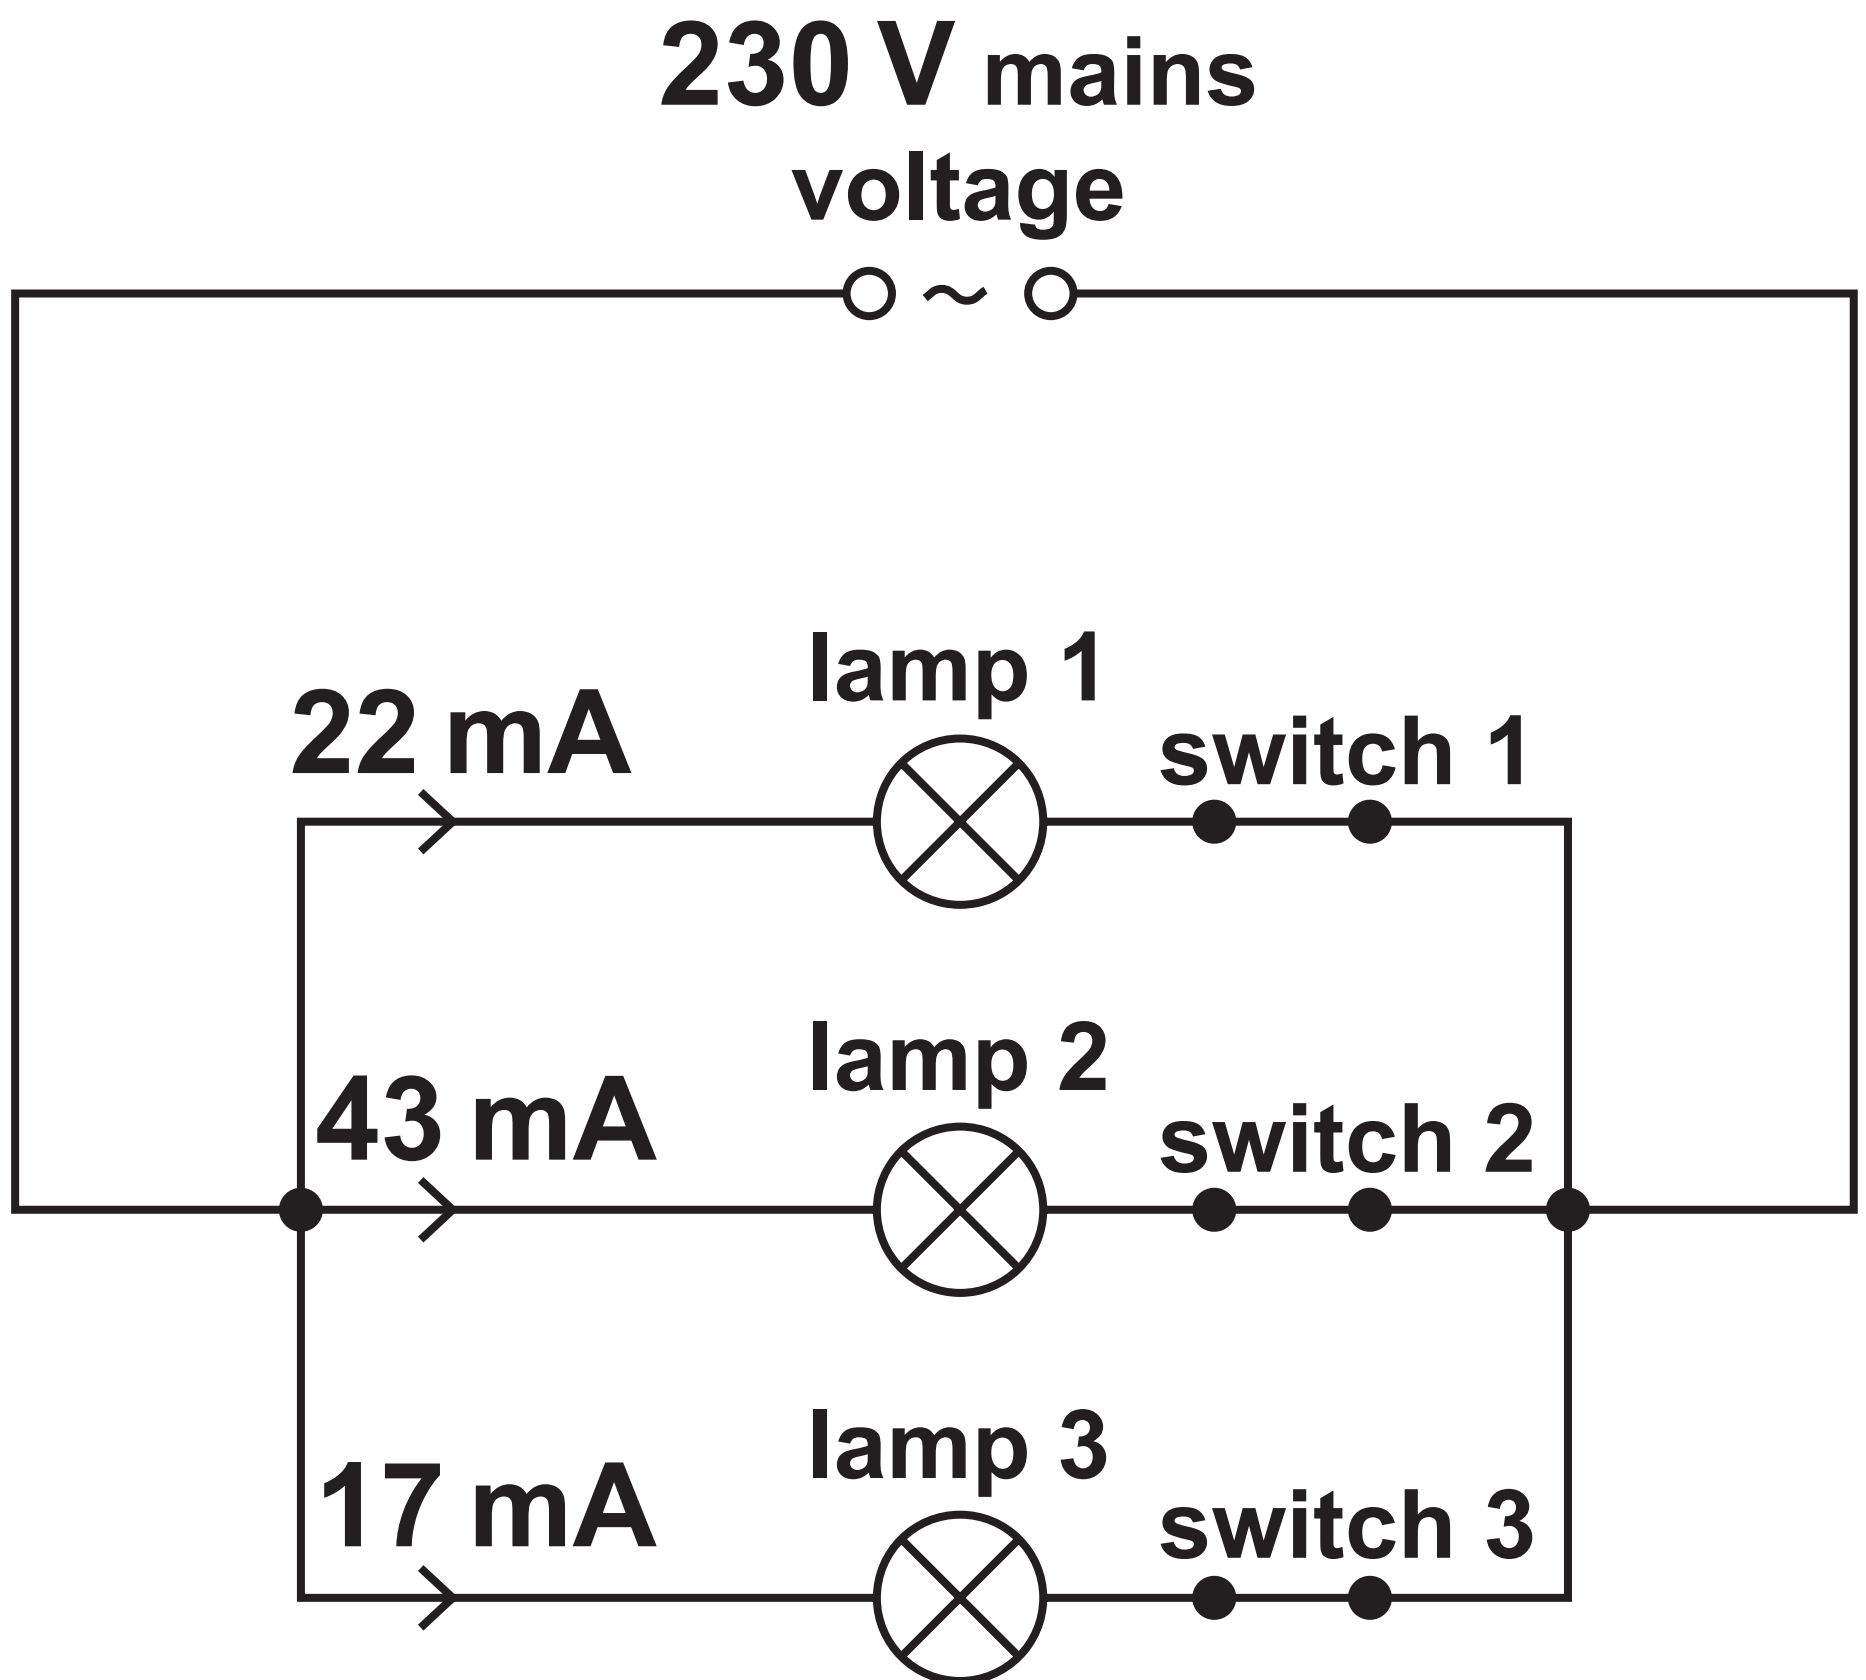 230 V mains
voltage
lamp 1
22 mA
switch 1
lamp 2
43 mA
switch 2
lamp 3
17 mA
switch 3